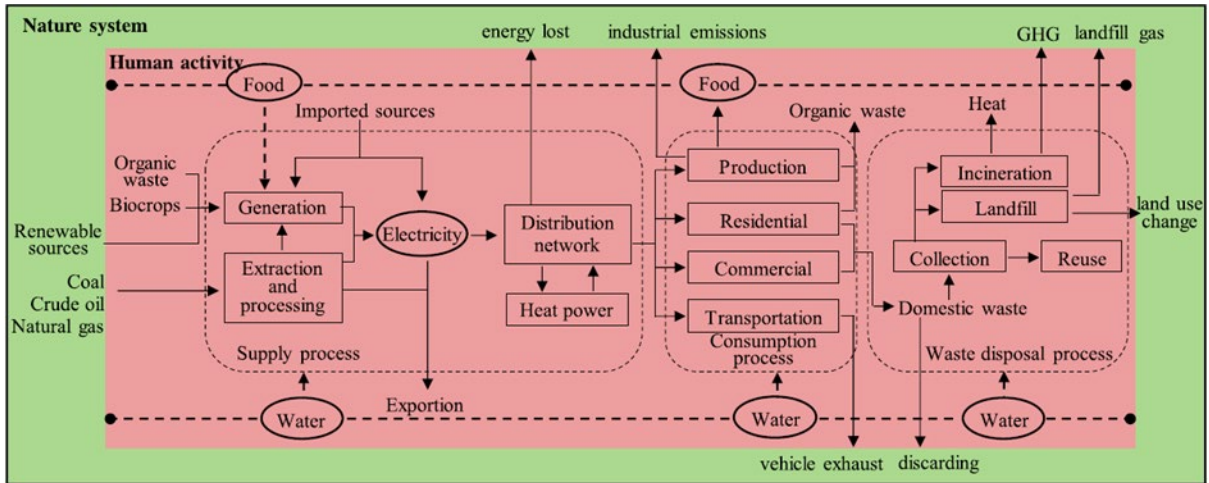 Nature system
energy lost
industrial emissions
GHG
landfill gas
Human activity
Food
Food
Imported sources
Organic waste
Heat
Organic
waste
Biocrops
Generation
Production
Incineration
Landfill
land use
change
Renewable
sources
Electricity
Distribution
network
Residential
Extraction
and
processing
Commercial
Collection
Reuse
Coal
Crude oil
Natural gas
Heat power
Transportation
Domestic waste
Consumption
process
Supply process
Waste disposal process
Exportion
Water
Water
Water
vehicle exhaust
discarding